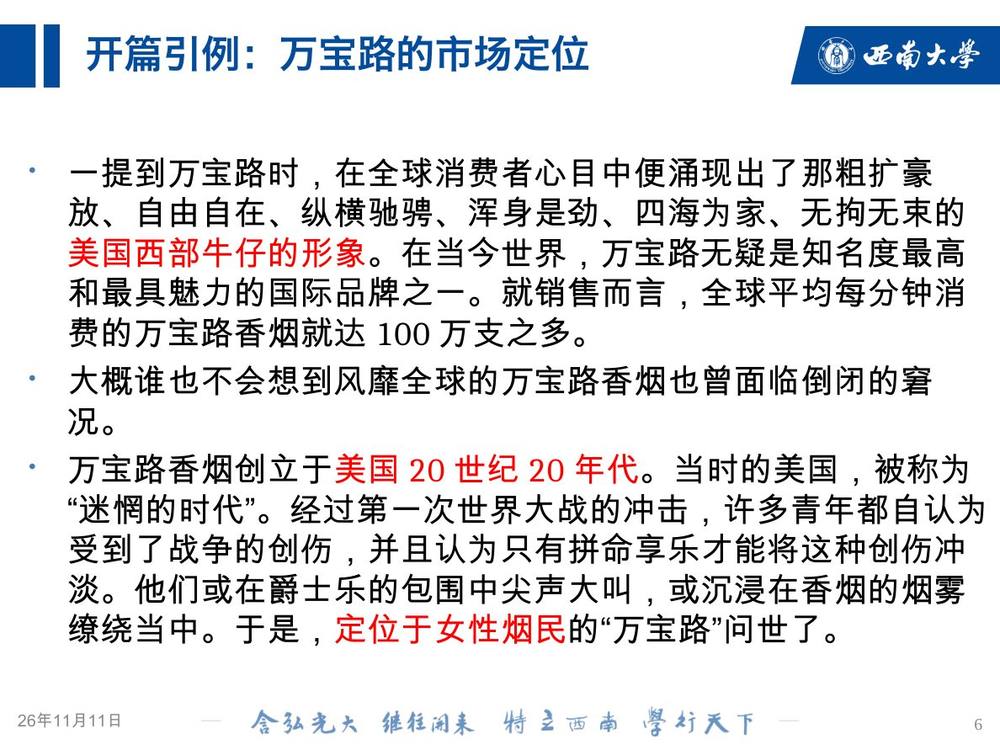 开篇引例：万宝路的市场定位
西南大学
• 一提到万宝路时，在全球消费者心目中便涌现出了那粗扩豪
放、自由自在、纵横驰骋、浑身是劲、四海为家、无拘无束的
美国西部牛仔的形象。在当今世界，万宝路无疑是知名度最高
和最具魅力的国际品牌之一。就销售而言，全球平均每分钟消
费的万宝路香烟就达 100 万支之多。
• 大概谁也不会想到风靡全球的万宝路香烟也曾面临倒闭的窘
况。
• 万宝路香烟创立于美国 20 世纪 20 年代。当时的美国，被称为
“迷惘的时代”。经过第一次世界大战的冲击，许多青年都自认为
受到了战争的创伤，并且认为只有拼命享乐才能将这种创伤冲
淡。他们或在爵士乐的包围中尖声大叫，或沉浸在香烟的烟雾
缭绕当中。于是，定位于女性烟民的“万宝路”问世了。
26年11月11日
含弘光大 继往开来 特立西南 学行天下
6